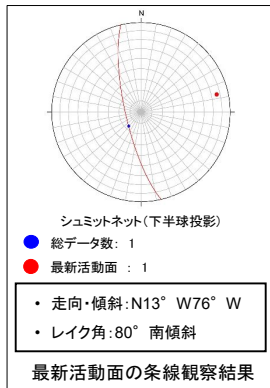 N
シュミットネット(下半球投影)
総データ数: 1
最新活動面 : 1
• 走向・傾斜:N13°W76°W
• レイク角:80°南傾斜
最新活動面の条線観察結果